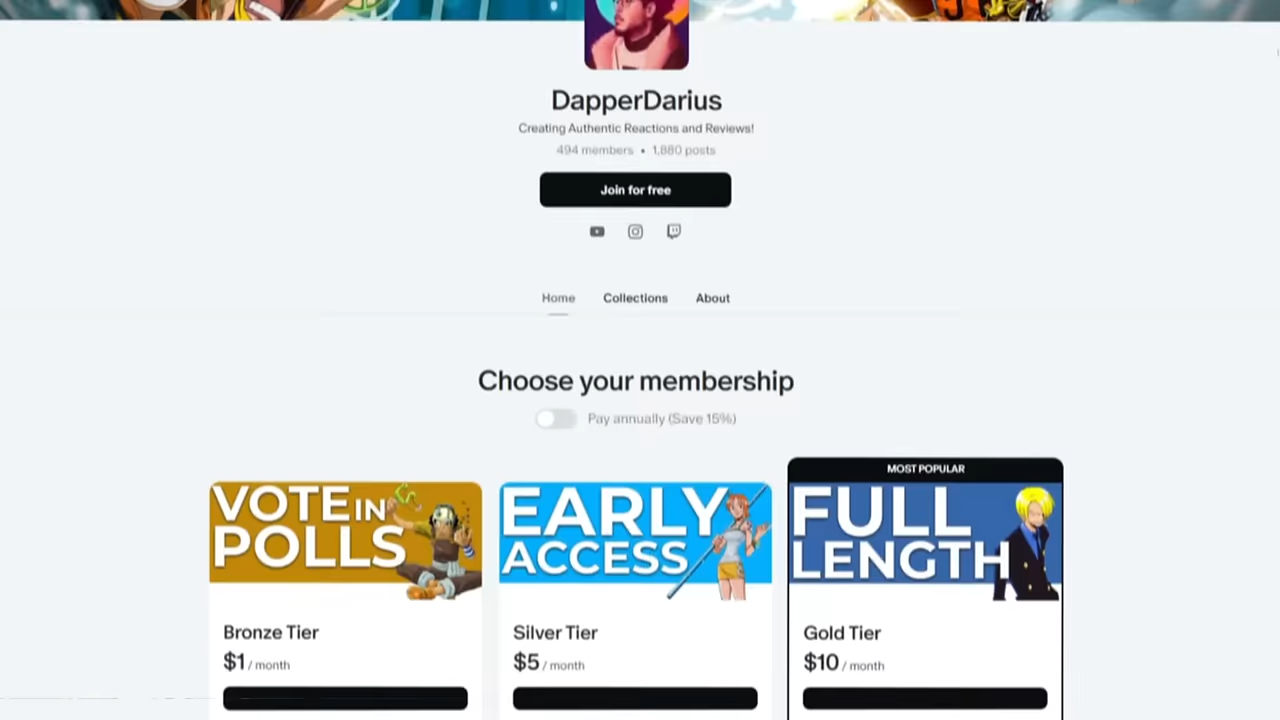 DapperDarius
Creating Authentic Reactions and Reviews!
494 members • 1,880 posts
Join for free
Home Collections About
Choose your membership
Pay annually (Save 15%)
MOST POPULAR
VOTE IN
POLLS
EARLY
ACCESS
FULL
LENGTH
Bronze Tier
$1 / month
Silver Tier
$5 / month
Gold Tier
$10 / month